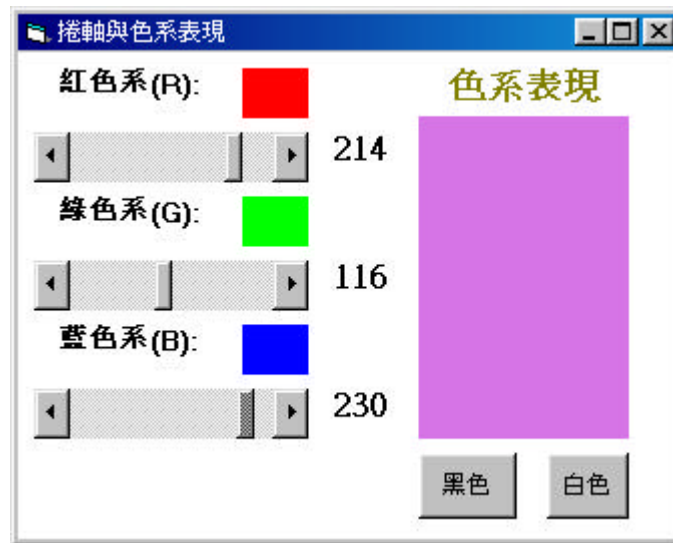 捲軸與色系表現
紅色系(R):
214
綠色系(G):
116
藍色系(B):
230
色系表現
黑色
白色